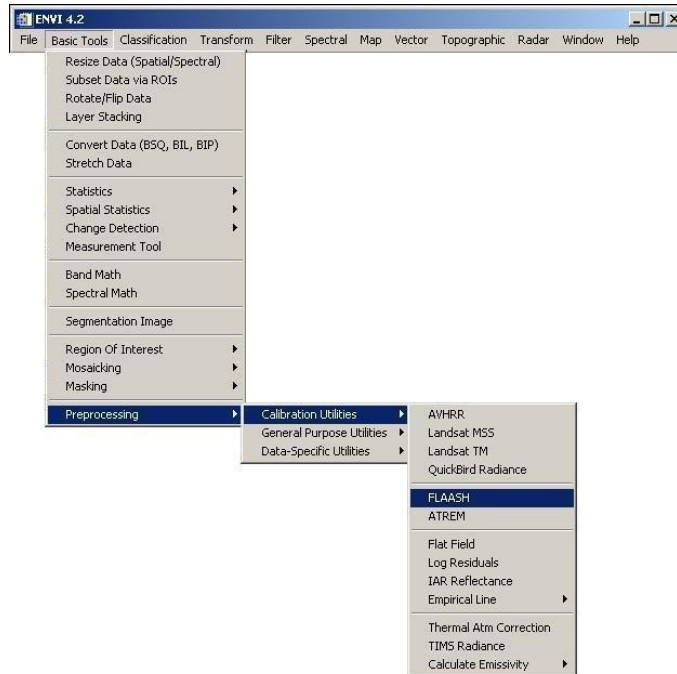 ENVI 4.2
File Basic Tools Classification Transform Filter Spectral Map Vector Topographic Radar Window Help
Resize Data (Spatial/Spectral)
Subset Data via ROIs
Rotate/Flip Data
Layer Stacking
Convert Data (BSQ, BIL, BIP)
Stretch Data
Statistics
Spatial Statistics
Change Detection
Measurement Tool
Band Math
Spectral Math
Segmentation Image
Region Of Interest
Mosaicking
Masking
Preprocessing
Calibration Utilities
General Purpose Utilities
Data-Specific Utilities
AVHRR
Landsat MSS
Landsat TM
QuickBird Radiance
FLAASH
ATREM
Flat Field
Log Residuals
IAR Reflectance
Empirical Line
Thermal Atm Correction
TIMS Radiance
Calculate Emissivity